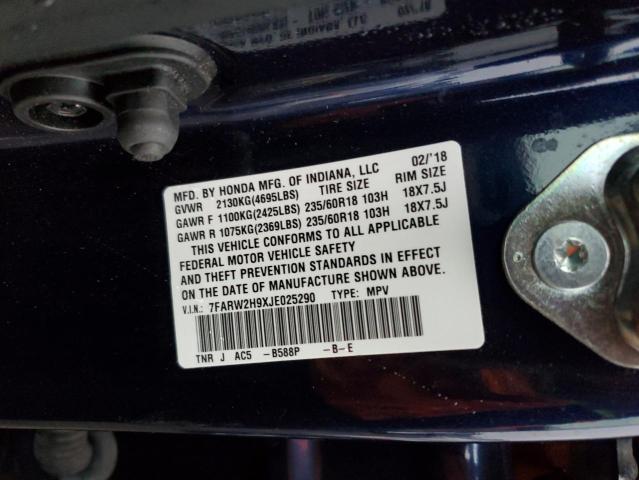 MFD. BY HONDA MFG. OF INDIANA, LLC 02/'18
GVWR 2130KG(4695LBS) TIRE SIZE RIM SIZE
GAWR F 1100KG(2425LBS) 235/60R18 103H 18X7.5J
GAWR R 1075KG(2369LBS) 235/60R18 103H 18X7.5J
THIS VEHICLE CONFORMS TO ALL APPLICABLE
FEDERAL MOTOR VEHICLE SAFETY
AND THEFT PREVENTION STANDARDS IN EFFECT
ON THE DATE OF MANUFACTURE SHOWN ABOVE.
V.I.N.: 7FARW2H9XJE025290 TYPE: MPV
TNR J AC5 -B588P -B-E